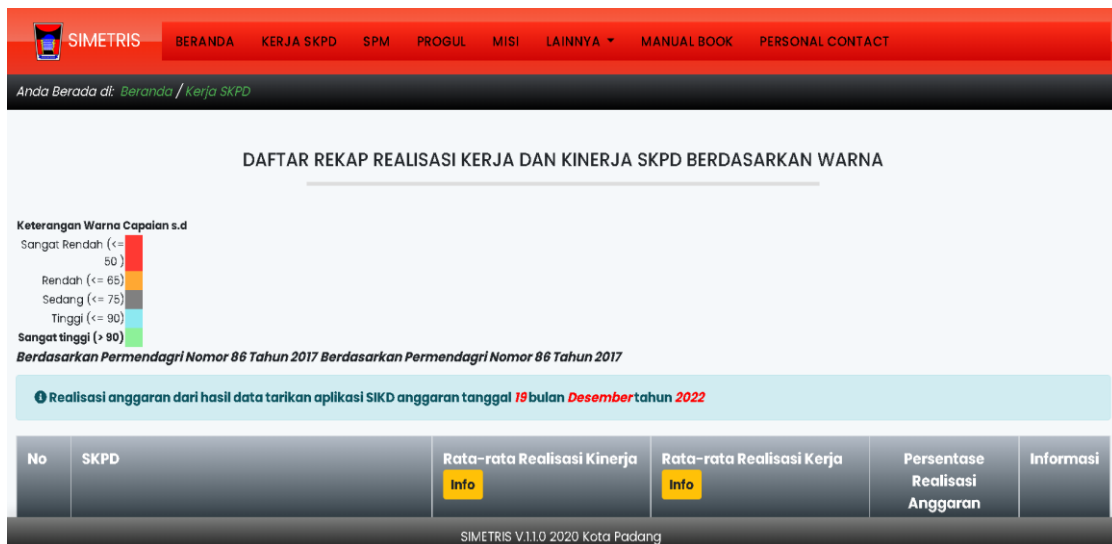 SIMETRIS BERANDA KERJA SKPD SPM PROGUL MISI LAINNYA MANUAL BOOK PERSONAL CONTACT
Anda Berada di: Beranda / Kerja SKPD
DAFTAR REKAP REALISASI KERJA DAN KINERJA SKPD BERDASARKAN WARNA
Keterangan Warna Capaian s.d
Sangat Rendah (<=
50 )
Rendah (<= 65)
Sedang (<= 75)
Tinggi (<= 90)
Sangat tinggi (> 90)
Berdasarkan Permendagri Nomor 86 Tahun 2017 Berdasarkan Permendagri Nomor 86 Tahun 2017
Realisasi anggaran dari hasil data tarikan aplikasi SIKD anggaran tanggal 19 bulan Desember tahun 2022
No SKPD Rata-rata Realisasi Kinerja Rata-rata Realisasi Kerja Persentase Informasi
Info Info Realisasi
Anggaran
SIMETRIS V.1.1.0 2020 Kota Padang